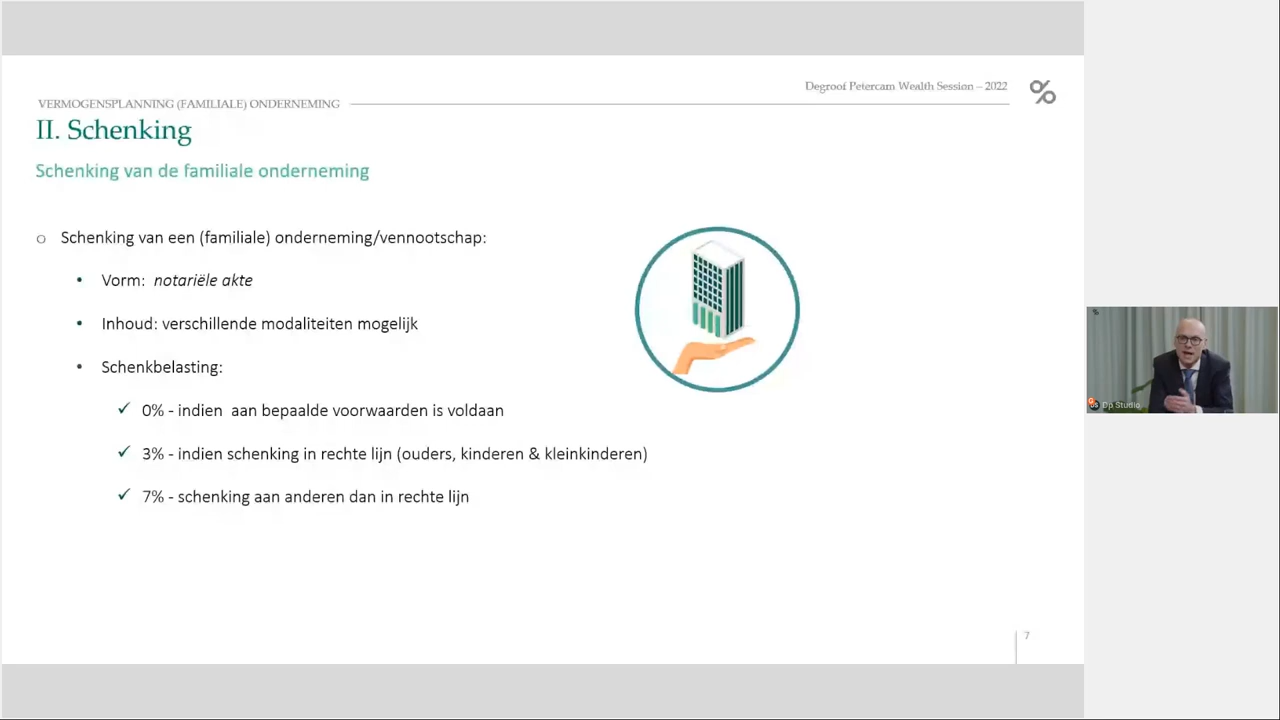 Degroof Petercam Wealth Session – 2022
VERMOGENSPLANNING (FAMILIALE) ONDERNEMING
II. Schenking
Schenking van de familiale onderneming
o Schenking van een (familiale) onderneming/vennootschap:
• Vorm: notariële akte
• Inhoud: verschillende modaliteiten mogelijk
• Schenkbelasting:
✓ 0% - indien aan bepaalde voorwaarden is voldaan
✓ 3% - indien schenking in rechte lijn (ouders, kinderen & kleinkinderen)
✓ 7% - schenking aan anderen dan in rechte lijn
Dp Studio
7